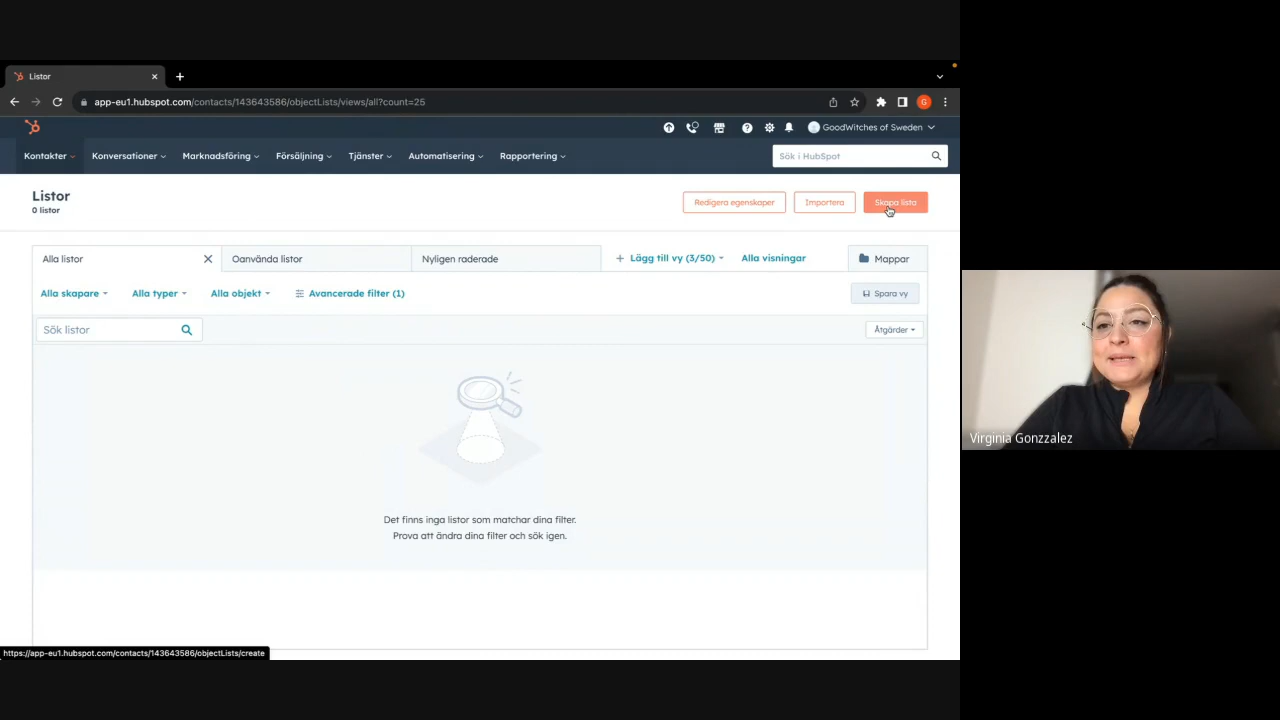 Listor
app-eu1.hubspot.com/contacts/143643586/objectLists/views/all?count=25
G
GoodWitches of Sweden
Kontakter Konversationer Marknadsföring Försäljning Tjänster Automatisering Rapportering Sök i HubSpot
Listor
0 listor
Redigera egenskaper Importera Skapa lista
Alla listor Oanvända listor Nyligen raderade + Lägg till vy (3/50) Alla visningar Mappar
Alla skapare Alla typer Alla objekt Avancerade filter (1) Spara vy
Sök listor Åtgärder
Det finns inga listor som matchar dina filter.
Prova att ändra dina filter och sök igen.
Virginia Gonzzalez
https://app-eu1.hubspot.com/contacts/143643586/objectLists/create